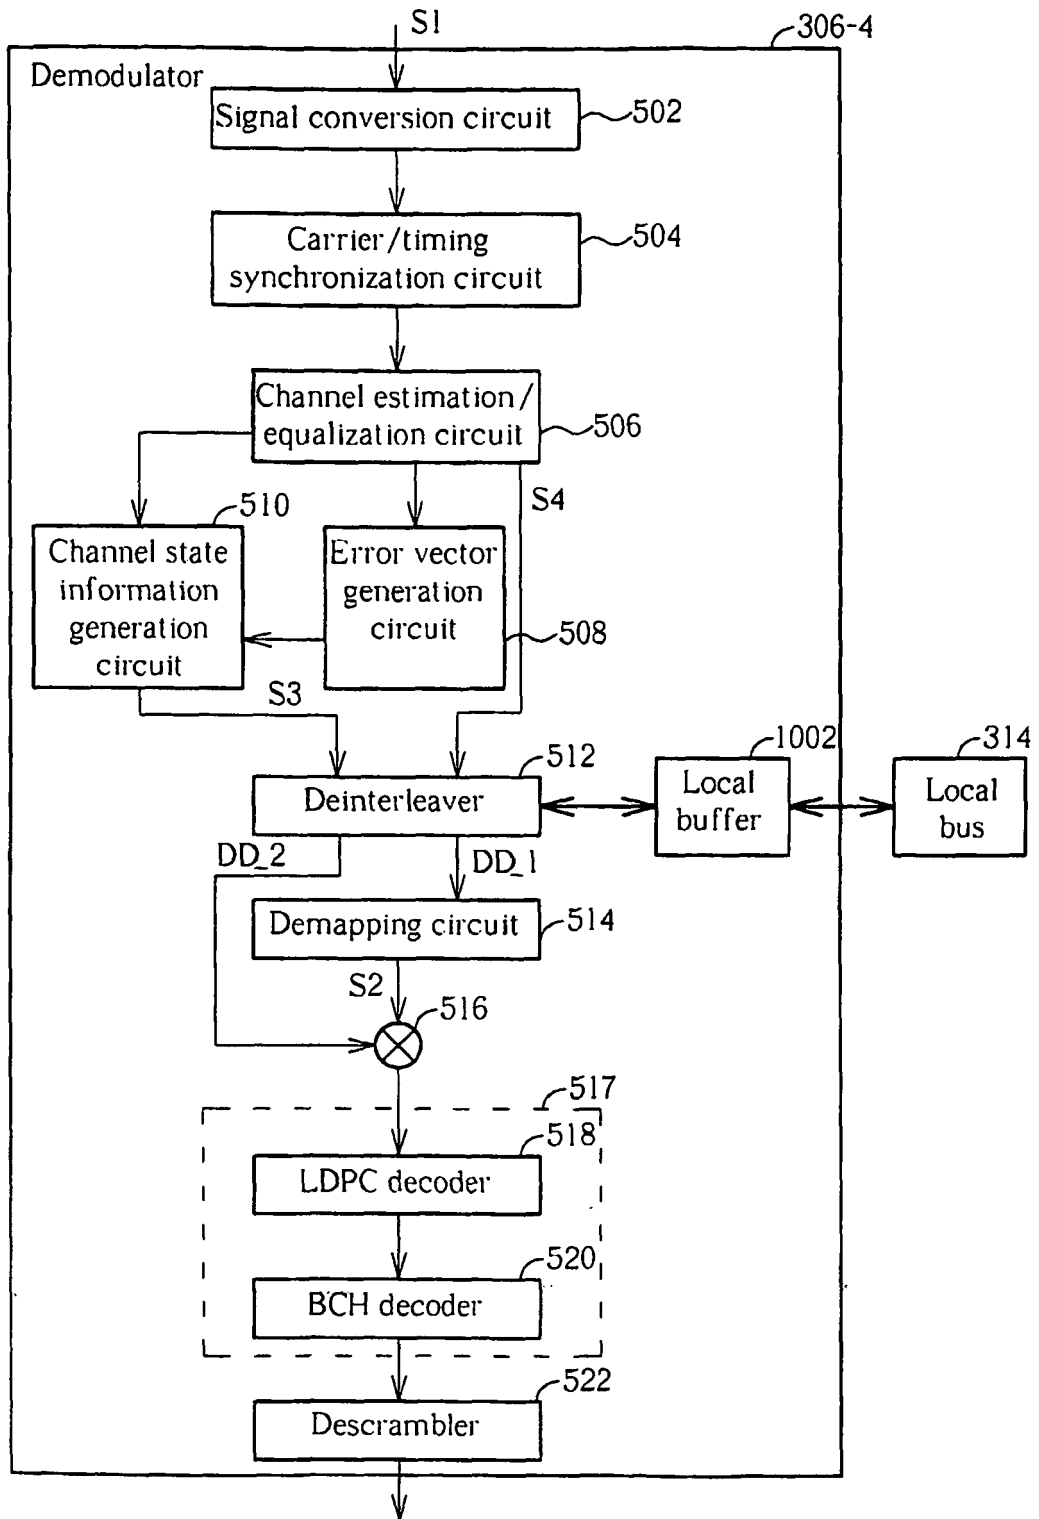 S1
306-4
Demodulator
Signal conversion circuit
502
Carrier/timing
synchronization circuit
504
Channel estimation/
equalization circuit
506
S4
510
Channel state
information
generation
circuit
Error vector
generation
circuit
508
S3
512
Deinterleaver
1002
Local
buffer
314
Local
bus
DD_2
DD_1
Demapping circuit
514
S2
516
517
518
LDPC decoder
520
BCH decoder
522
Descrambler